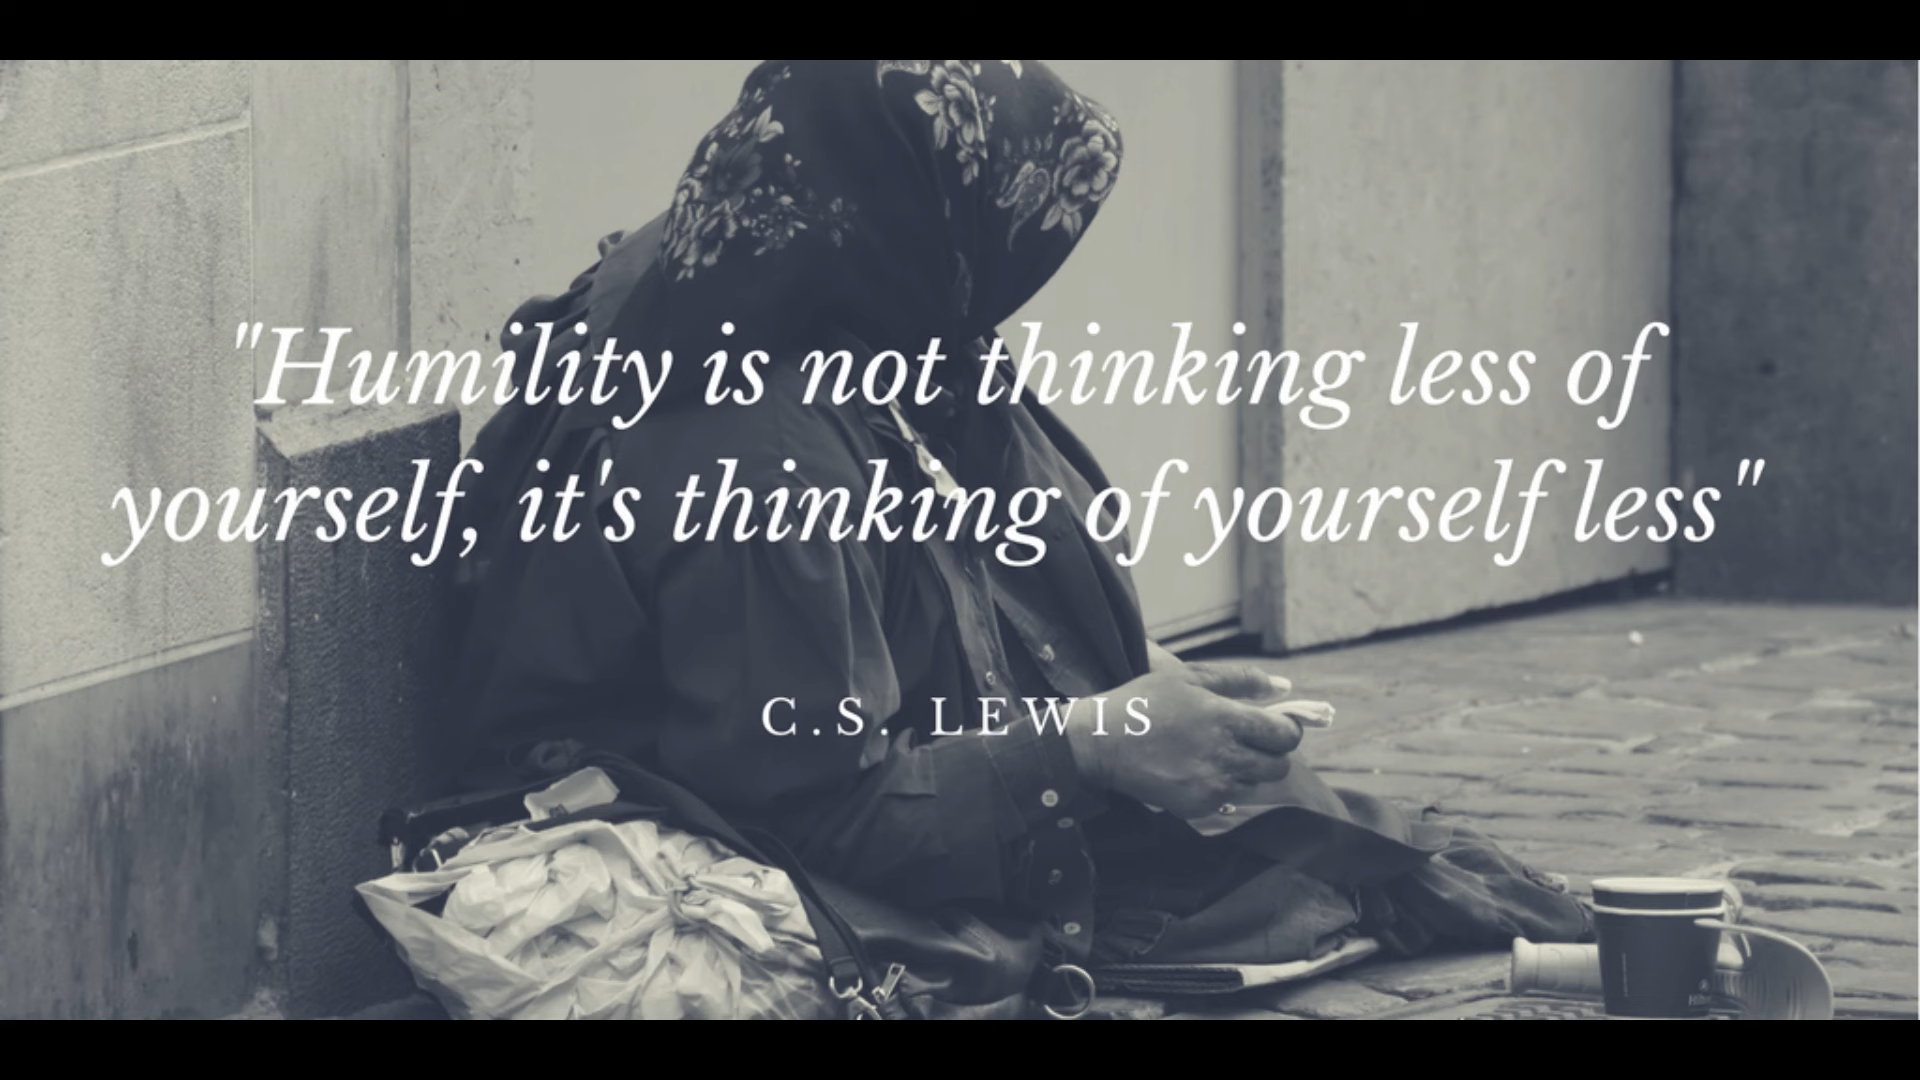 "Humility is not thinking less of
yourself, it's thinking of yourself less"
C.S. LEWIS